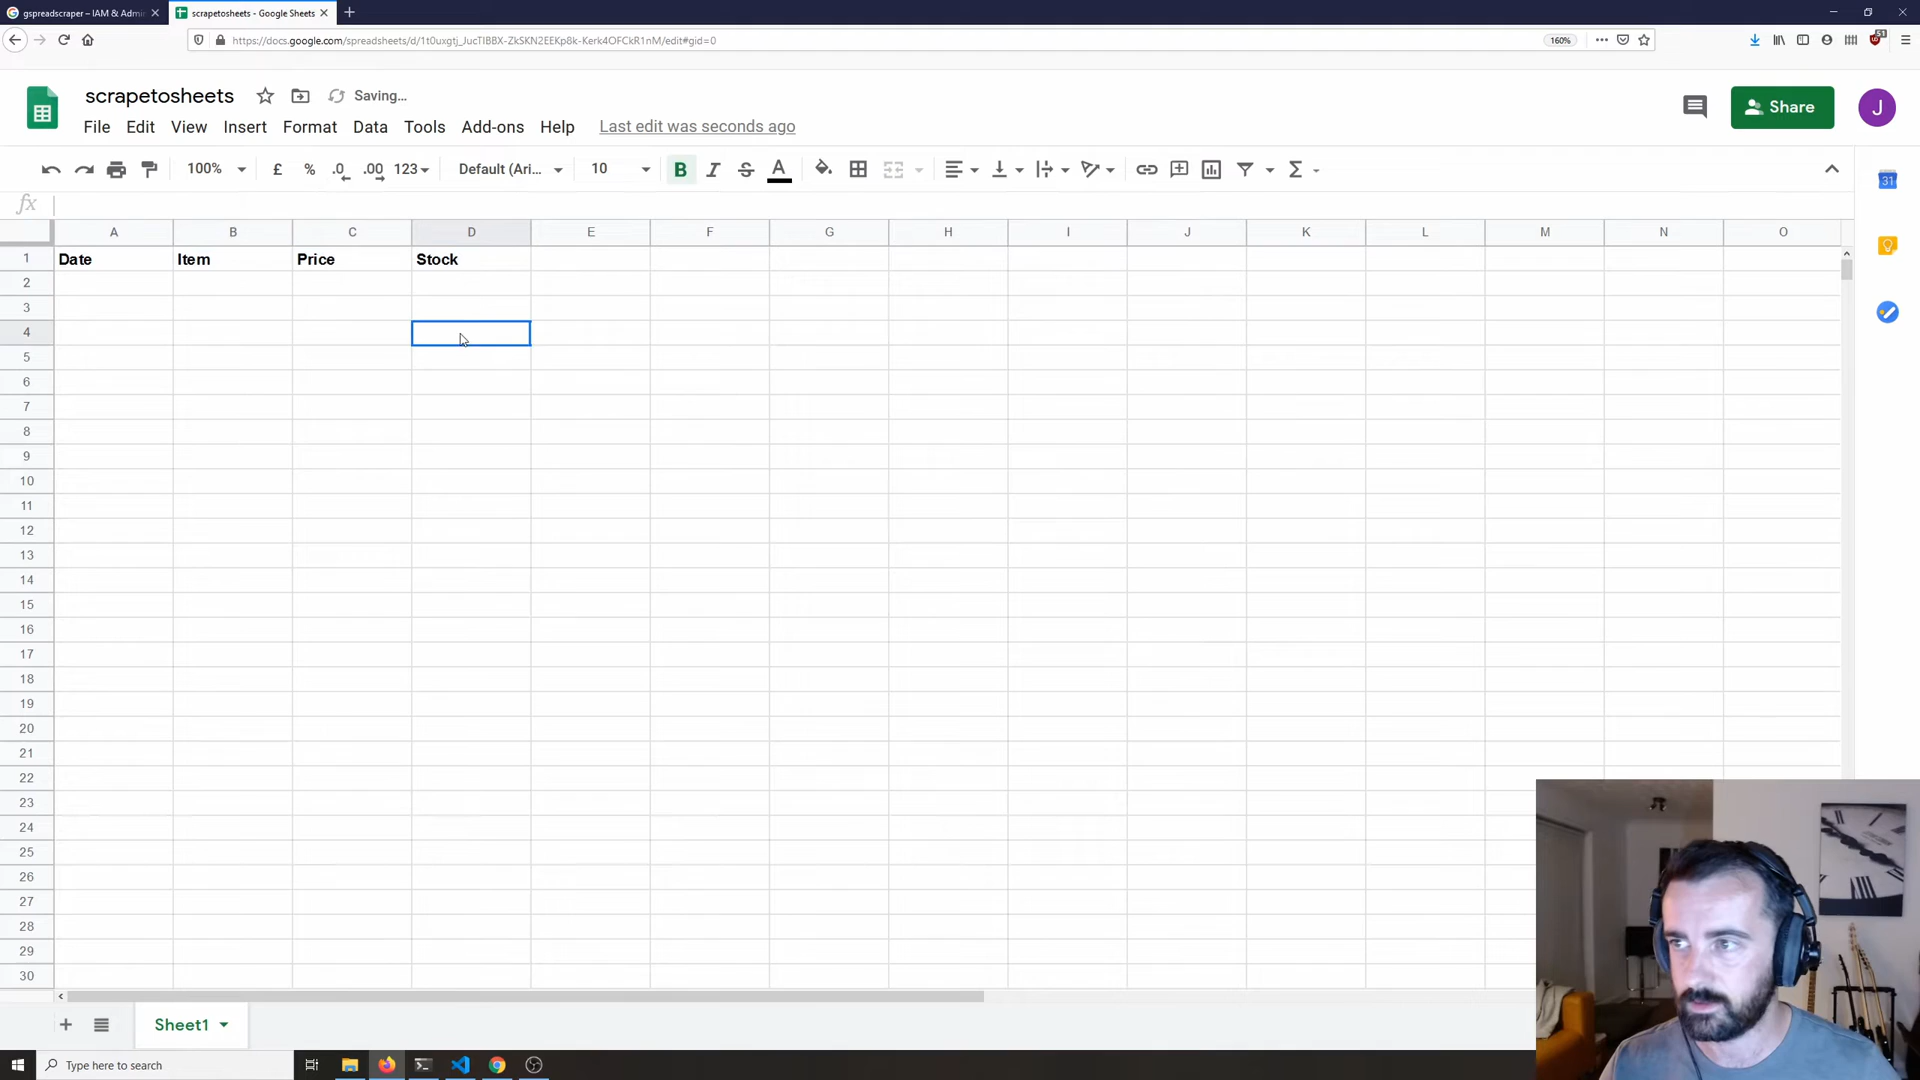 gspreadscraper – IAM & Admi
scrapetosheets - Google Sheets
https://docs.google.com/spreadsheets/d/1t0uxgtj_JucTIBBX-ZkSKN2EEKp8k-Kerk4OFCkR1nM/edit#gid=0
160%
51
scrapetosheets
Saving...
Share
J
File Edit View Insert Format Data Tools Add-ons Help Last edit was seconds ago
100% £ % .0 .00 123 Default (Ari... 10 B I S A Σ
31
fx
A B C D E F G H I J K L M N O
1 Date Item Price Stock
2
3
4
5
6
7
8
9
10
11
12
13
14
15
16
17
18
19
20
21
22
23
24
25
26
27
28
29
30
Sheet1
Type here to search